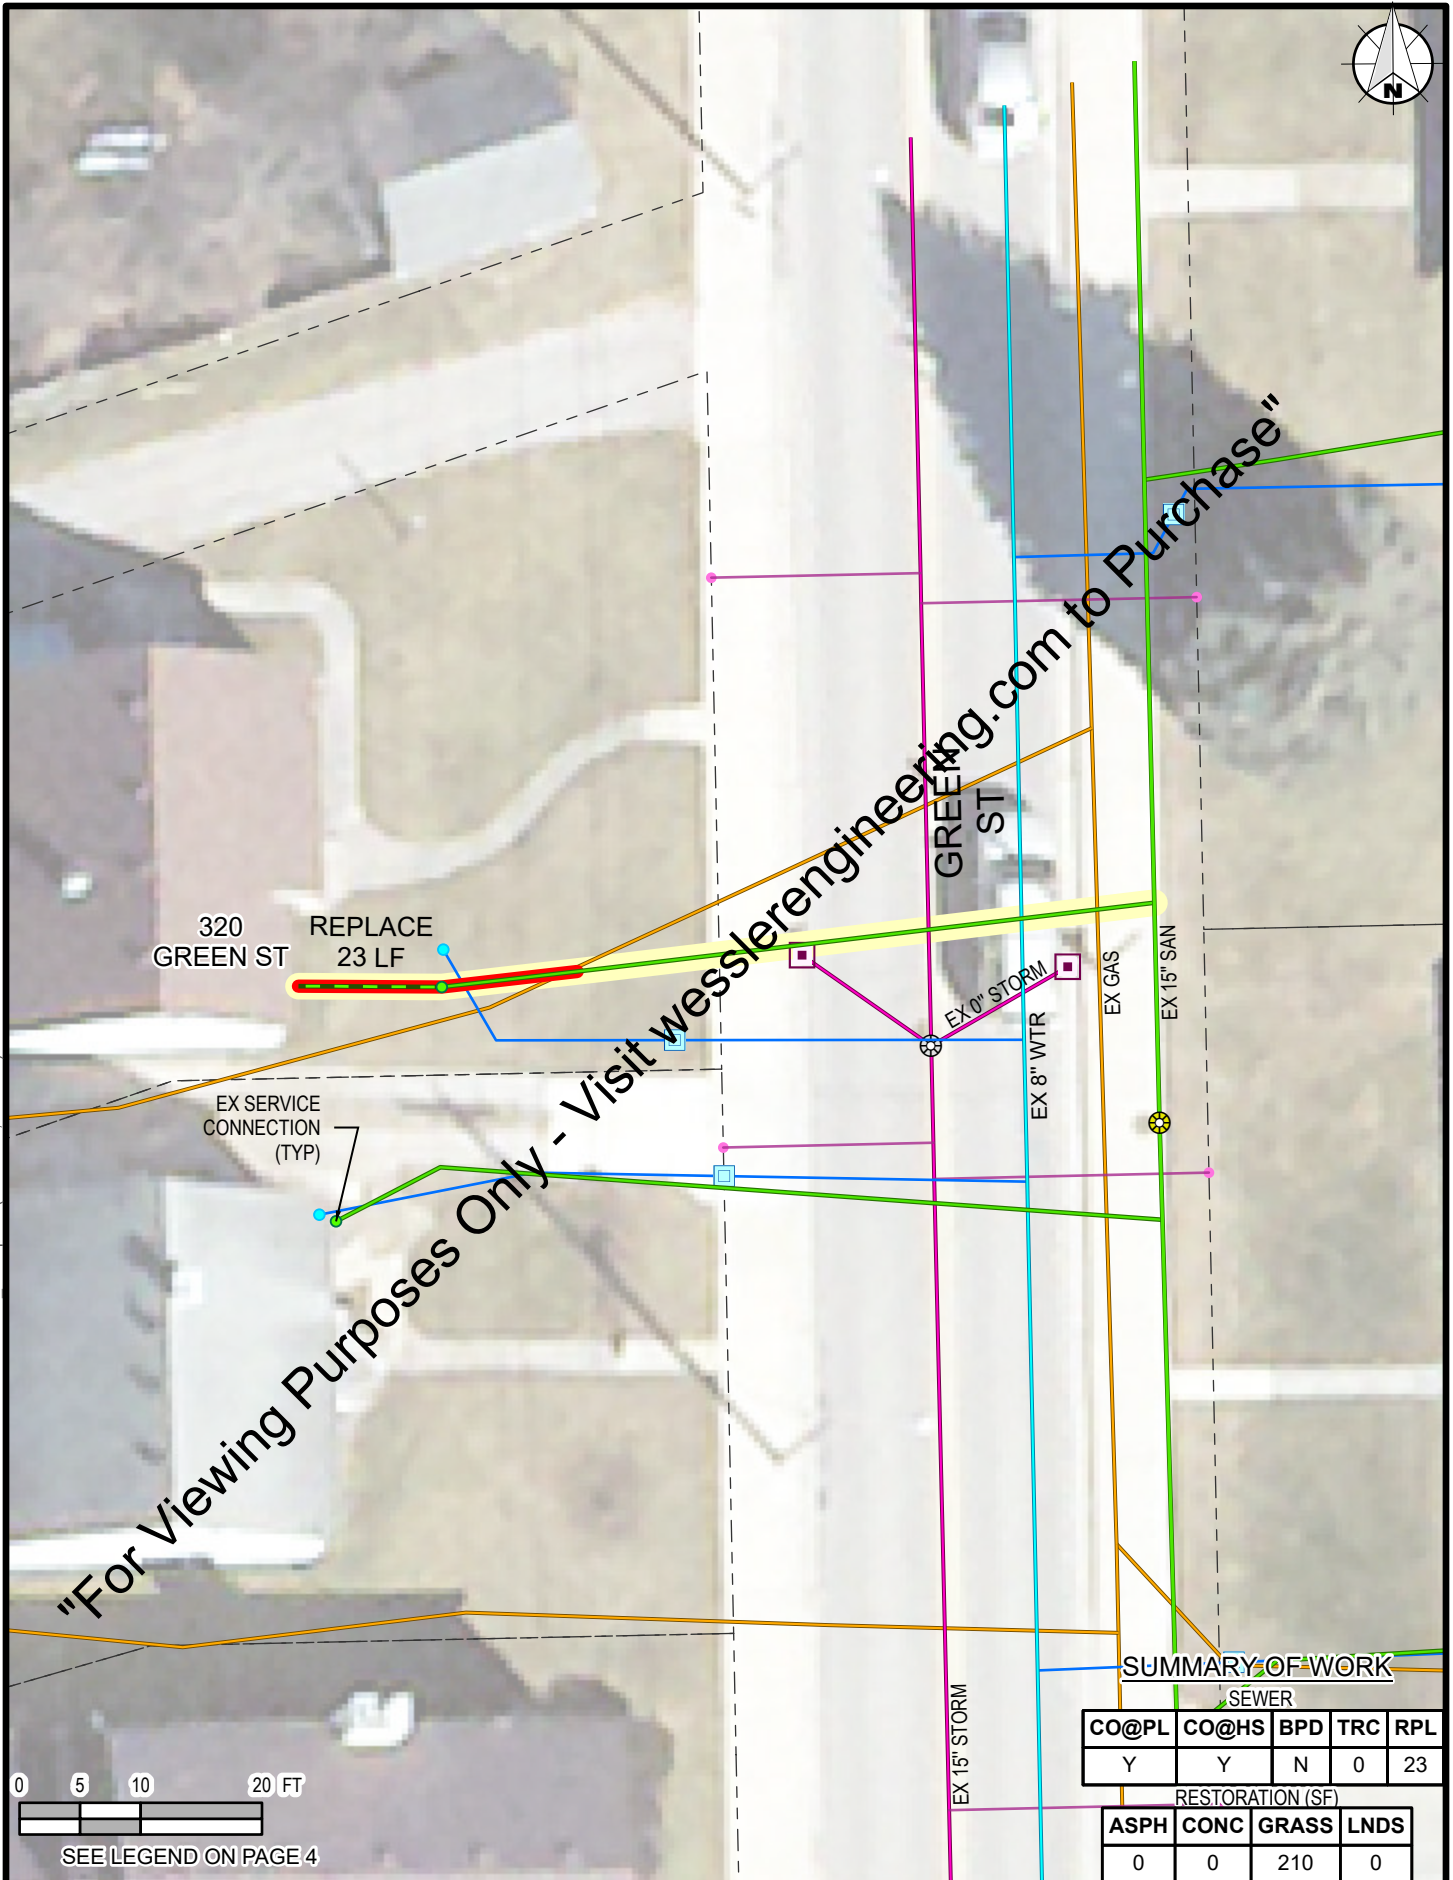 N
"For Viewing Purposes Only - Visit wesslerengineering.com to Purchase"
GREEN
ST
320
GREEN ST
REPLACE
23 LF
EX 0" STORM
EX 8" WTR
EX GAS
EX 15" SAN
EX SERVICE
CONNECTION
(TYP)
EX 15" STORM
SUMMARY OF WORK
SEWER
CO@PL CO@HS BPD TRC RPL
Y Y N 0 23
RESTORATION (SF)
ASPH CONC GRASS LNDS
0 0 210 0
0 5 10 20 FT
SEE LEGEND ON PAGE 4